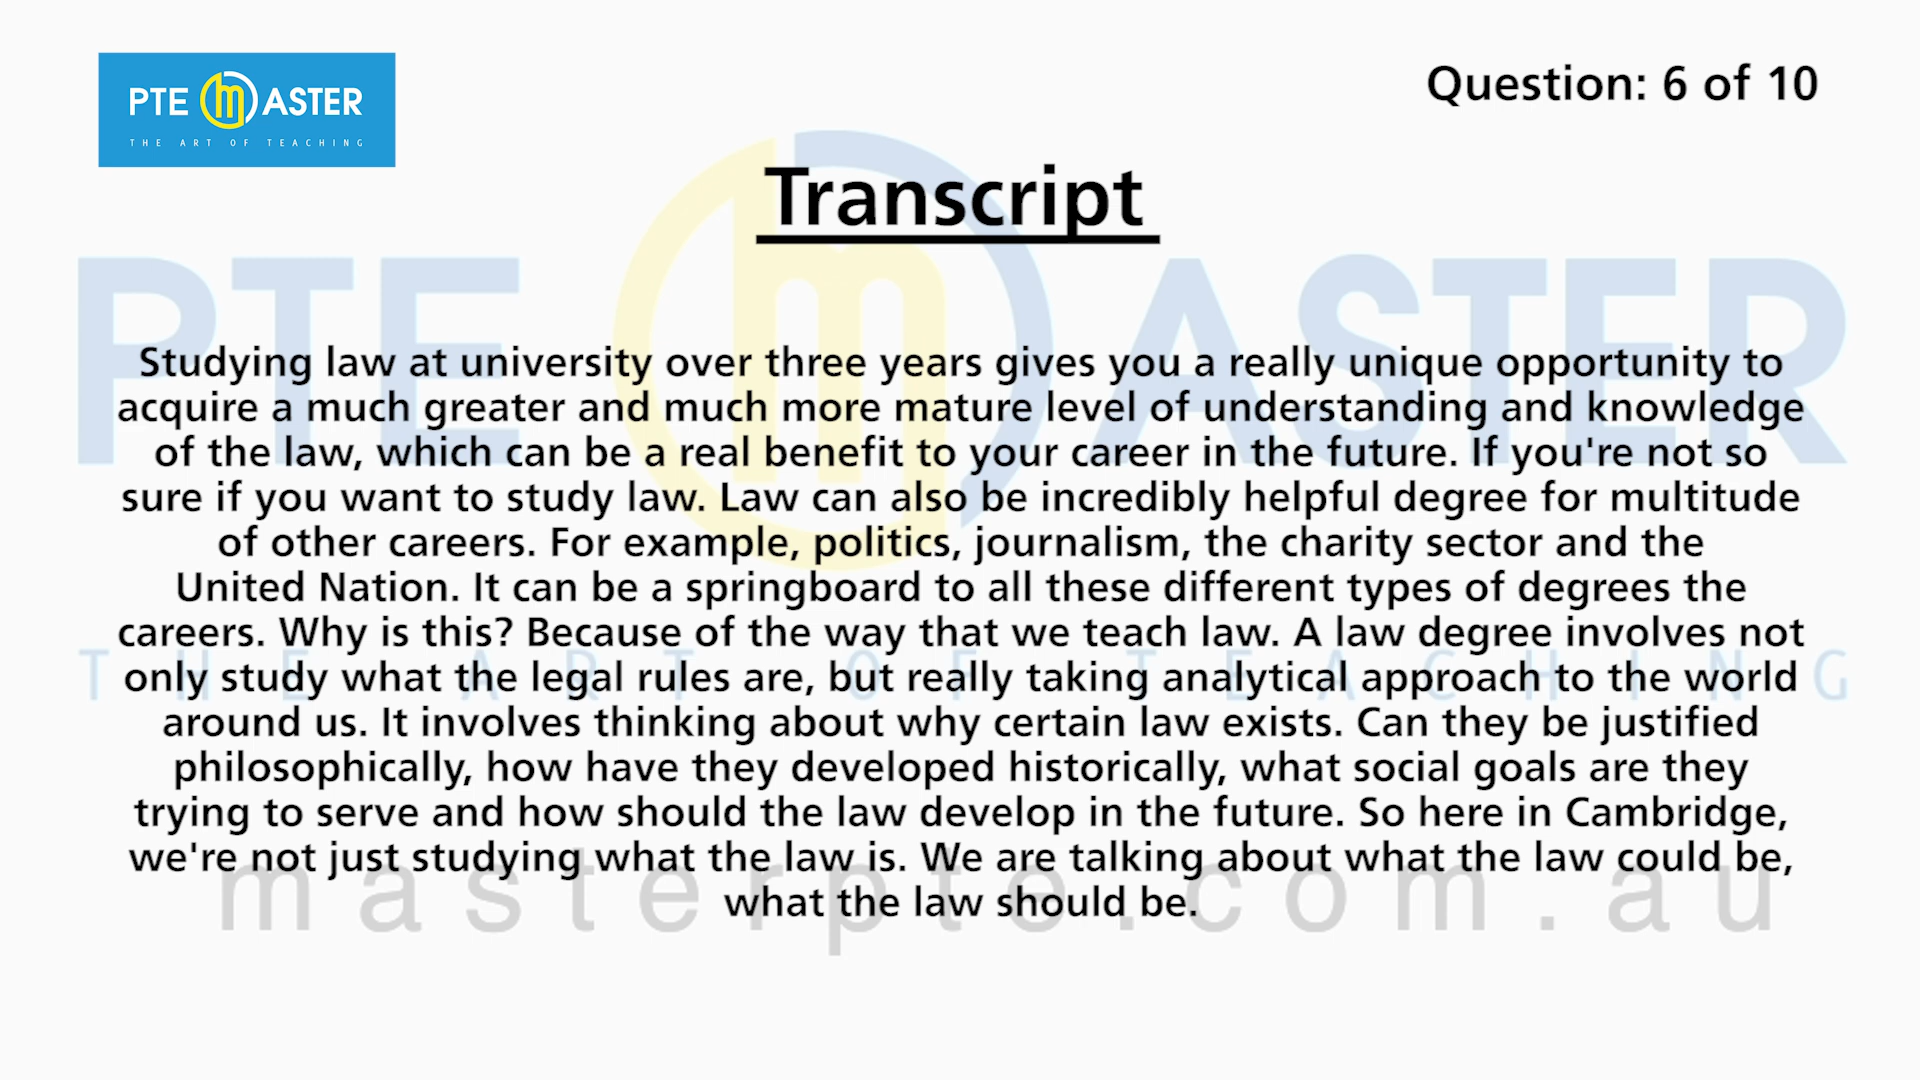 PTE MASTER
THE ART OF TEACHING
Question: 6 of 10
Transcript
PTE MASTER
THE ART OF TEACHING
masterpte.com.au
Studying law at university over three years gives you a really unique opportunity to
acquire a much greater and much more mature level of understanding and knowledge
of the law, which can be a real benefit to your career in the future. If you're not so
sure if you want to study law. Law can also be incredibly helpful degree for multitude
of other careers. For example, politics, journalism, the charity sector and the
United Nation. It can be a springboard to all these different types of degrees the
careers. Why is this? Because of the way that we teach law. A law degree involves not
only study what the legal rules are, but really taking analytical approach to the world
around us. It involves thinking about why certain law exists. Can they be justified
philosophically, how have they developed historically, what social goals are they
trying to serve and how should the law develop in the future. So here in Cambridge,
we're not just studying what the law is. We are talking about what the law could be,
what the law should be.